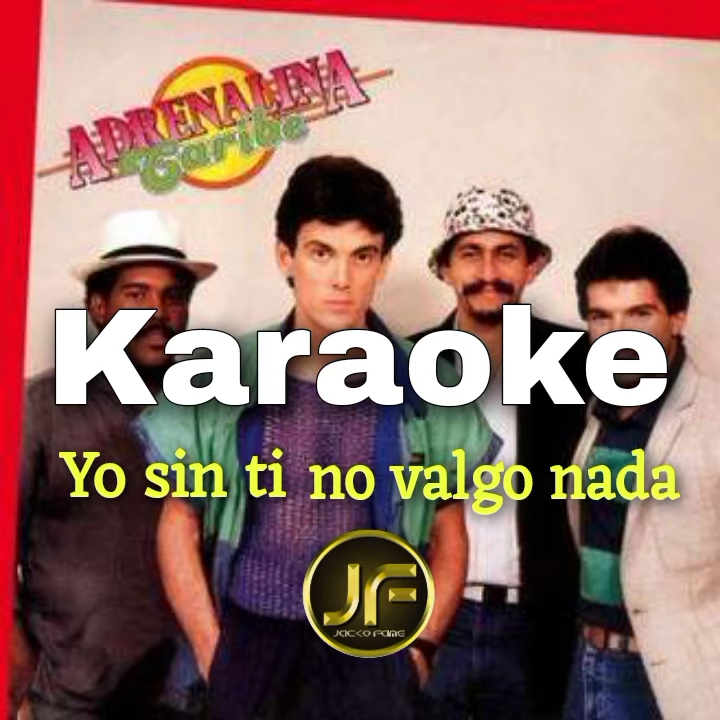 ADRENALINA
Caribe
Karaoke
Yo sin ti no valgo nada
JF
JACKO FAME